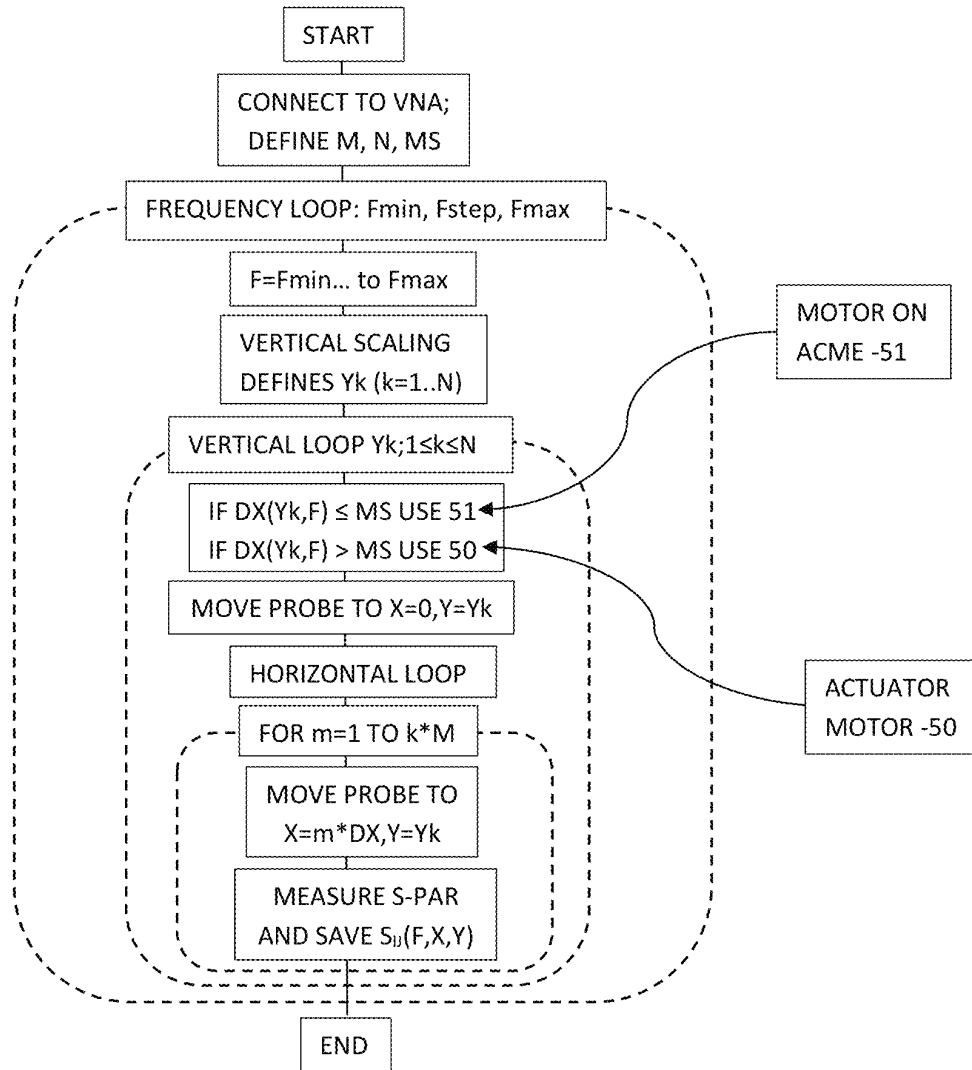 START
CONNECT TO VNA;
DEFINE M, N, MS
FREQUENCY LOOP: Fmin, Fstep, Fmax
F=Fmin... to Fmax
VERTICAL SCALING
DEFINES Yk (k=1..N)
MOTOR ON
ACME -51
VERTICAL LOOP Yk;1≤k≤N
IF DX(Yk,F) ≤ MS USE 51
IF DX(Yk,F) > MS USE 50
MOVE PROBE TO X=0,Y=Yk
HORIZONTAL LOOP
ACTUATOR
MOTOR -50
FOR m=1 TO k*M
MOVE PROBE TO
X=m*DX,Y=Yk
MEASURE S-PAR
AND SAVE SIJ(F,X,Y)
END